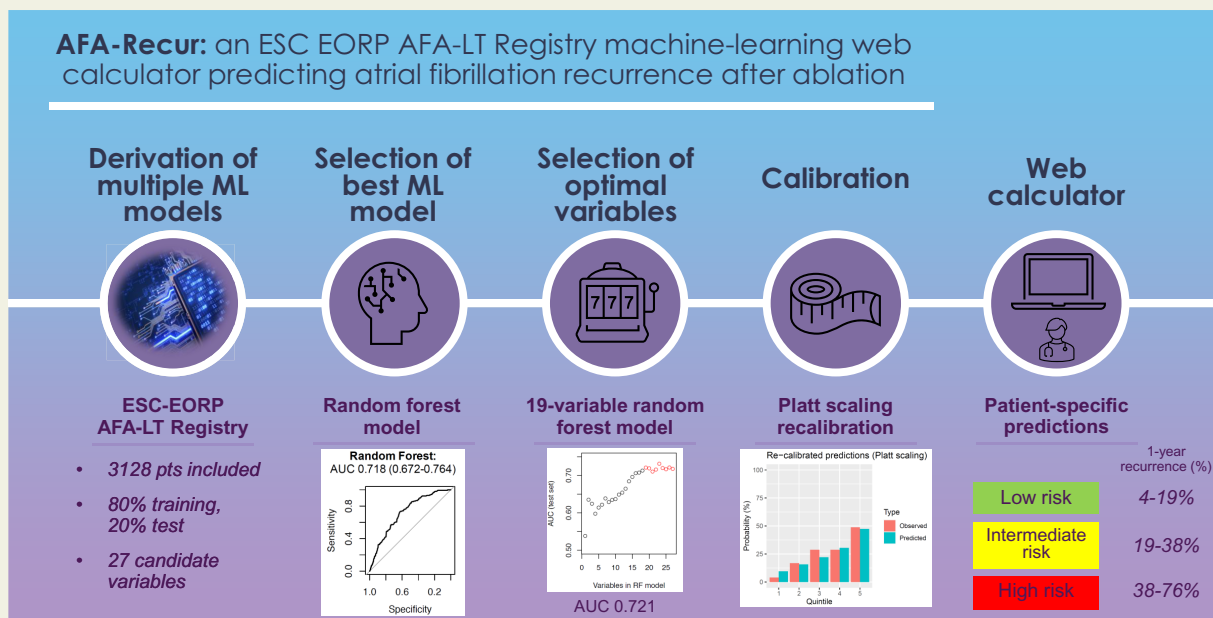 AFA-Recur: an ESC EORP AFA-LT Registry machine-learning web
calculator predicting atrial fibrillation recurrence after ablation
Derivation of
multiple ML
models
Selection of
best ML
model
Selection of
optimal
variables
Calibration
Web
calculator
777
ESC-EORP
AFA-LT Registry
• 3128 pts included
• 80% training,
20% test
• 27 candidate
variables
Random forest
model
Random Forest:
AUC 0.718 (0.672-0.764)
Sensitivity
0.8
0.4
0.0
1.0 0.6 0.2
Specificity
19-variable random
forest model
AUC (test set)
0.70
0.60
0.50
0 5 10 15 20 25
Variables in RF model
AUC 0.721
Platt scaling
recalibration
Re-calibrated predictions (Platt scaling)
Probability (%)
100
75
50
25
0
1 2 3 4 5
Quintile
Type
Observed
Predicted
Patient-specific
predictions
1-year
recurrence (%)
Low risk 4-19%
Intermediate
risk 19-38%
High risk 38-76%